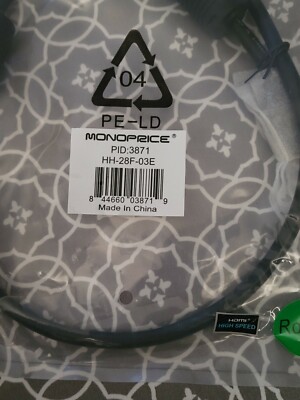 04
PE-LD
MONOPRICE®
PID:3871
HH-28F-03E
8 44660 03871 9
Made In China
HDMI
HIGH SPEED
Ro